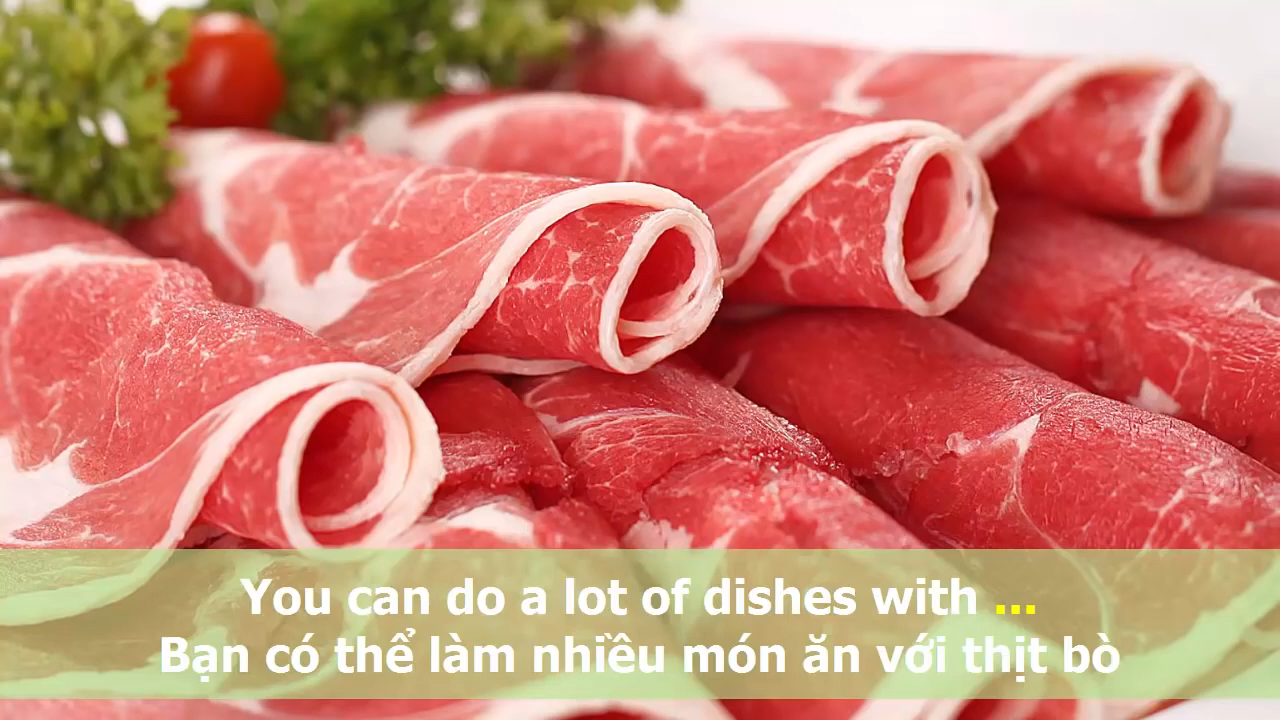 You can do a lot of dishes with ...
Bạn có thể làm nhiều món ăn với thịt bò